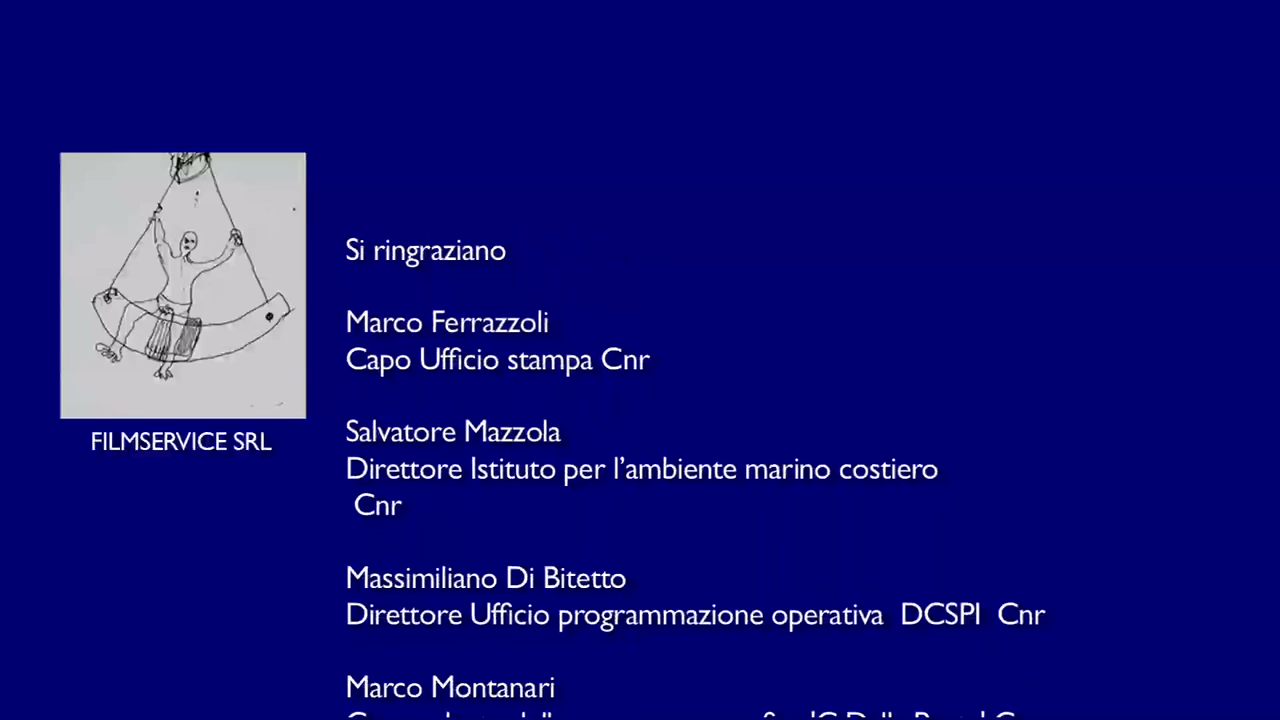 Si ringraziano
Marco Ferrazzoli
Capo Ufficio stampa Cnr
Salvatore Mazzola
Direttore Istituto per l’ambiente marino costiero
Cnr
FILMSERVICE SRL
Massimiliano Di Bitetto
Direttore Ufficio programmazione operativa DCSPI Cnr
Marco Montanari